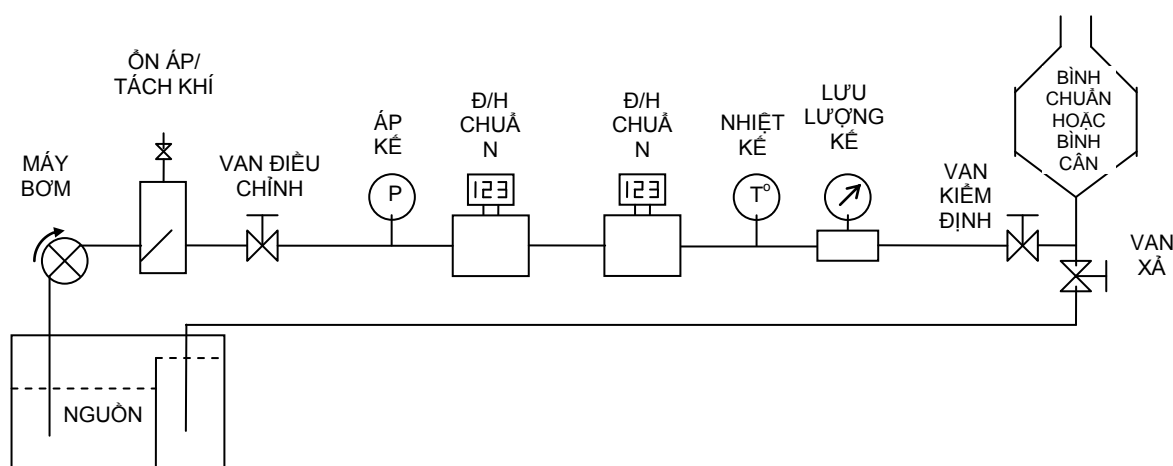 ỔN ÁP/
TÁCH KHÍ
MÁY
BƠM
VAN ĐIỀU
CHỈNH
ÁP
KẾ
P
Đ/H
CHUẨ
N
123
Đ/H
CHUẨ
N
123
NHIỆT
KẾ
T°
LƯU
LƯỢNG
KẾ
VAN
KIỂM
ĐỊNH
BÌNH
CHUẨN
HOẶC
BÌNH
CÂN
VAN
XẢ
NGUỒN